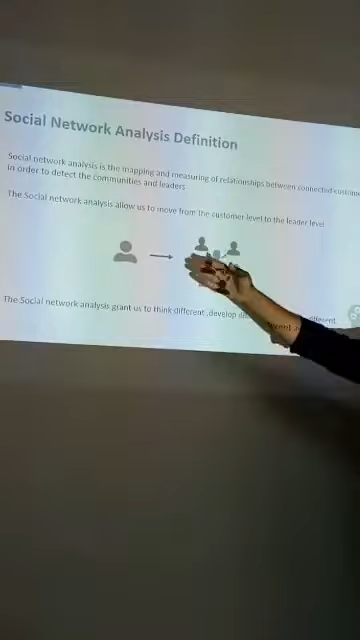 Social Network Analysis Definition
Social network analysis is the mapping and measuring of relationships between connected
in order to detect the communities and leaders
The Social network analysis allow us to move from the customer level to the leader level
The Social network analysis grant us to think different ,develop